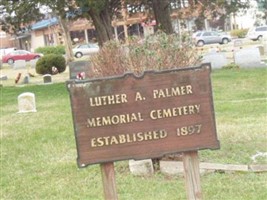 LUTHER A. PALMER
MEMORIAL CEMETERY
ESTABLISHED 1897